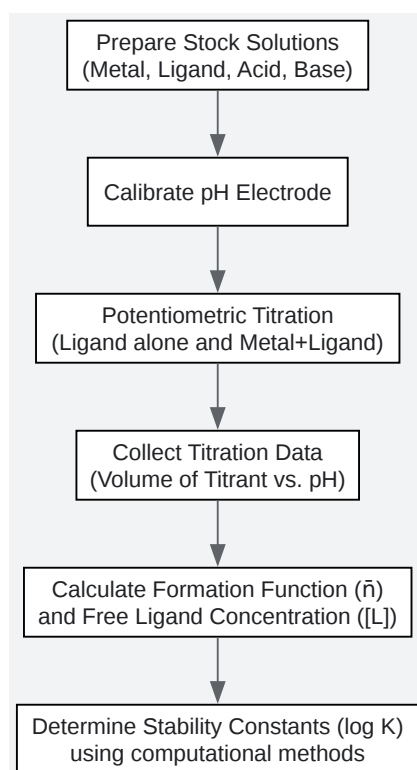 Prepare Stock Solutions
(Metal, Ligand, Acid, Base)
Calibrate pH Electrode
Potentiometric Titration
(Ligand alone and Metal+Ligand)
Collect Titration Data
(Volume of Titrant vs. pH)
Calculate Formation Function (n̄)
and Free Ligand Concentration ([L])
Determine Stability Constants (log K)
using computational methods